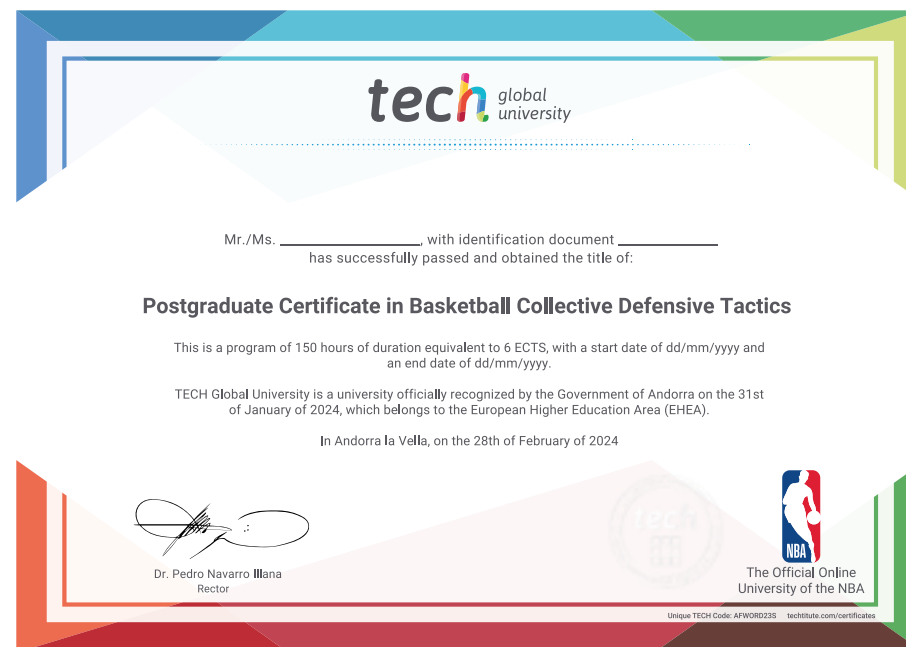 tech global university
Mr./Ms. ____________________, with identification document ______________
has successfully passed and obtained the title of:
Postgraduate Certificate in Basketball Collective Defensive Tactics
This is a program of 150 hours of duration equivalent to 6 ECTS, with a start date of dd/mm/yyyy and
an end date of dd/mm/yyyy.
TECH Global University is a university officially recognized by the Government of Andorra on the 31st
of January of 2024, which belongs to the European Higher Education Area (EHEA).
In Andorra la Vella, on the 28th of February of 2024
tech
NBA
Dr. Pedro Navarro Illana
Rector
The Official Online
University of the NBA
Unique TECH Code: AFWORD23S techtitute.com/certificates